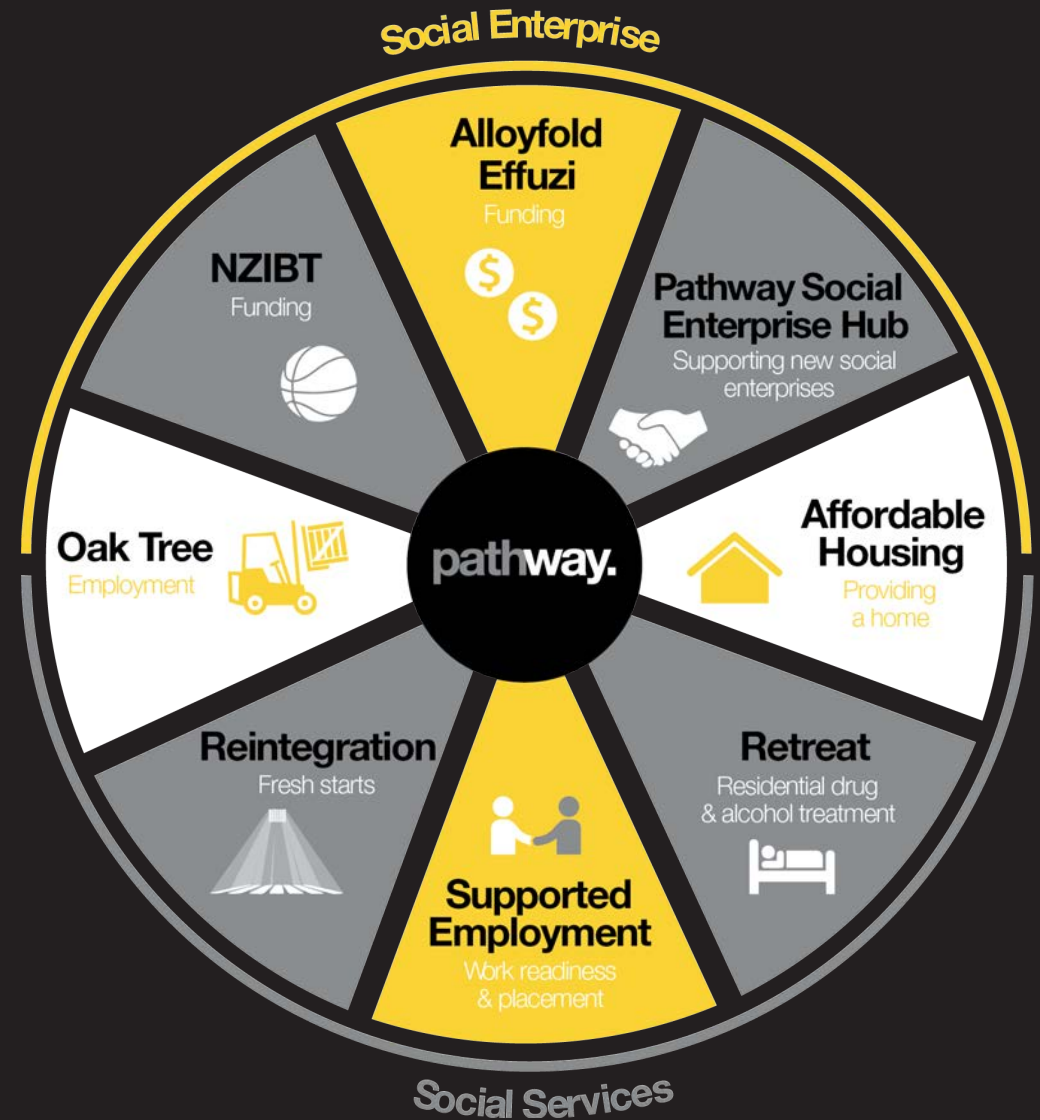 Social Enterprise
Alloyfold
Effuzi
Funding
$
$
NZIBT
Funding
Pathway Social
Enterprise Hub
Supporting new social
enterprises
Oak Tree
Employment
pathway.
Affordable
Housing
Providing
a home
Reintegration
Fresh starts
Supported
Employment
Work readiness
& placement
Retreat
Residential drug
& alcohol treatment
Social Services